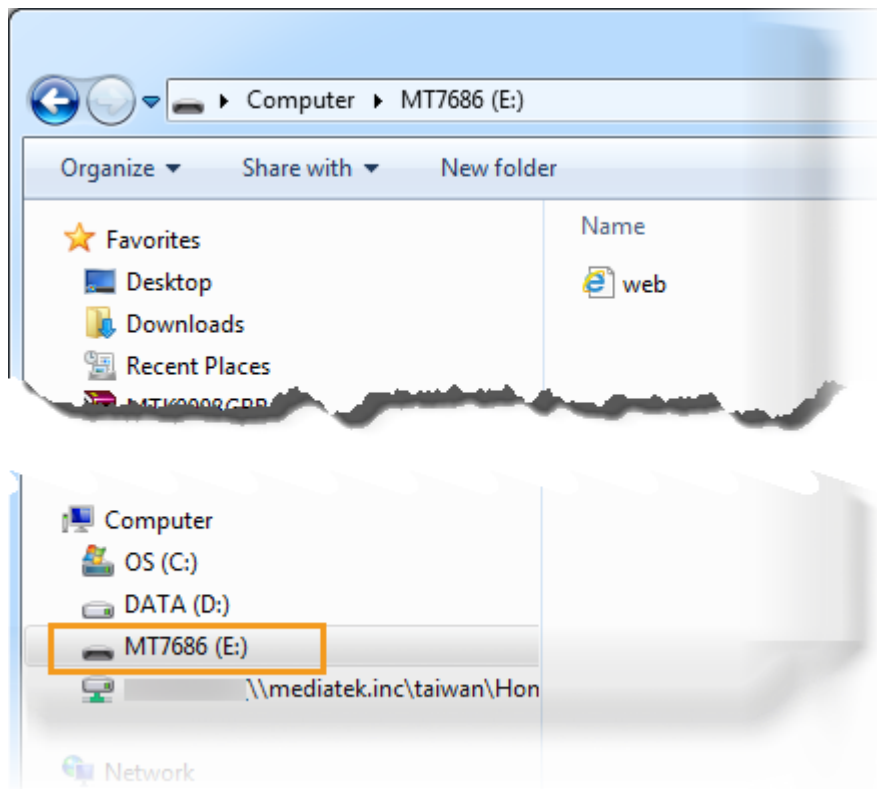 Computer MT7686 (E:)
Organize Share with New folder
Favorites
Desktop
Downloads
Recent Places
Name
web
Computer
OS (C:)
DATA (D:)
MT7686 (E:)
\\mediatek.inc\taiwan\Hon
Network